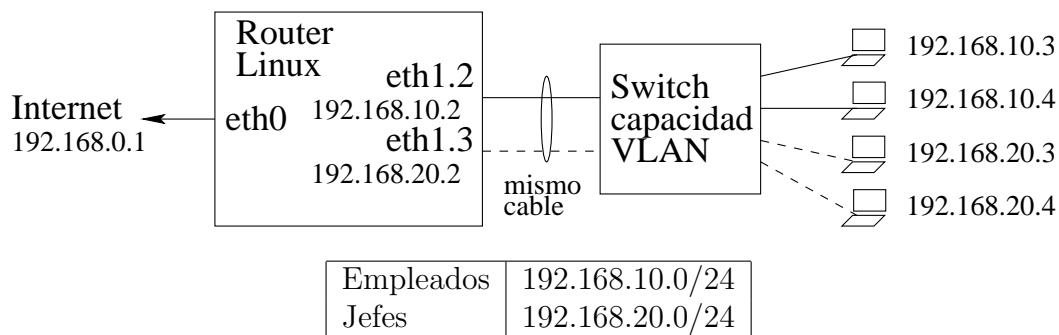 Router
Linux
eth1.2
192.168.10.2
eth1.3
192.168.20.2
Internet
192.168.0.1
eth0
mismo
cable
Switch
capacidad
VLAN
192.168.10.3
192.168.10.4
192.168.20.3
192.168.20.4
Empleados 192.168.10.0/24
Jefes 192.168.20.0/24